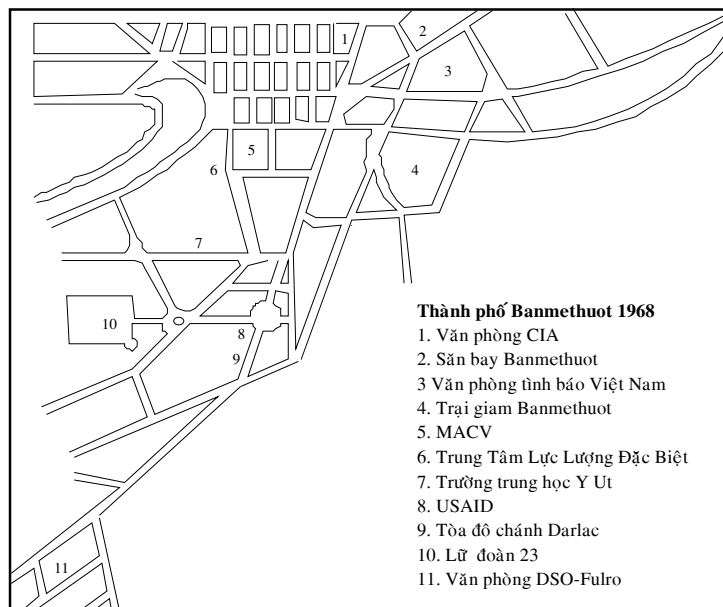 1
2
3
5
6
4
7
10
8
9
11
Thành phố Banmethuot 1968
1. Văn phòng CIA
2. Săn bay Banmethuot
3 Văn phòng tình báo Việt Nam
4. Trại giam Banmethuot
5. MACV
6. Trung Tâm Lực Lượng Đặc Biệt
7. Trường trung học Y Ut
8. USAID
9. Tòa đô chánh Darlac
10. Lữ đoàn 23
11. Văn phòng DSO-Fulro